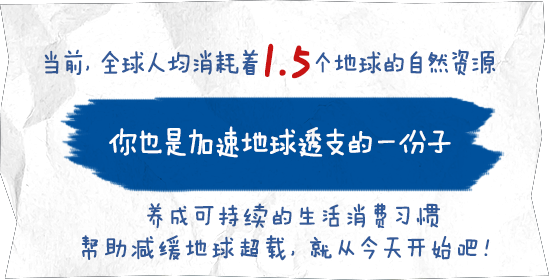 当前，全球人均消耗着1.5个地球的自然资源
你也是加速地球透支的一份子
养成可持续的生活消费习惯
帮助减缓地球超载，就从今天开始吧！